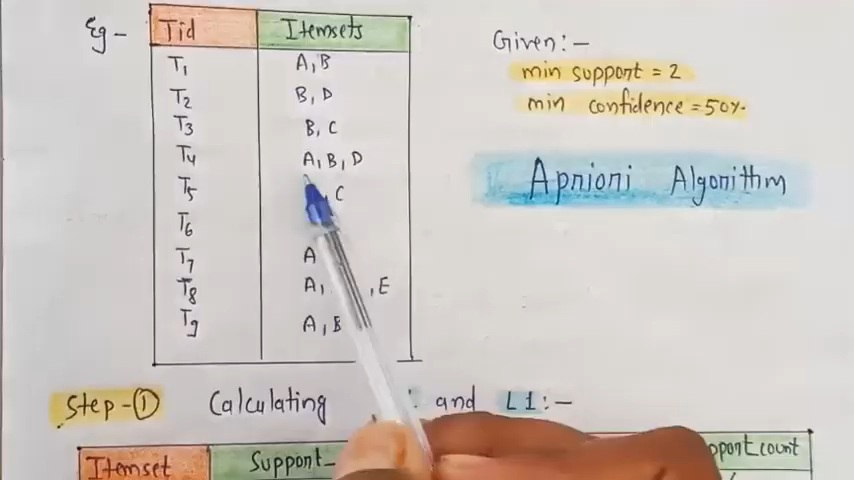 Eg - Tid Itemsets
T1 A, B
T2 B, D
T3 B, C
T4 A, B, D
T5 C
T6
T7 A
T8 A, , E
T9 A, B
Given:-
min support = 2
min confidence = 50%.
Apriori Algorithm
Step-① Calculating and L1:-
Itemset Support count